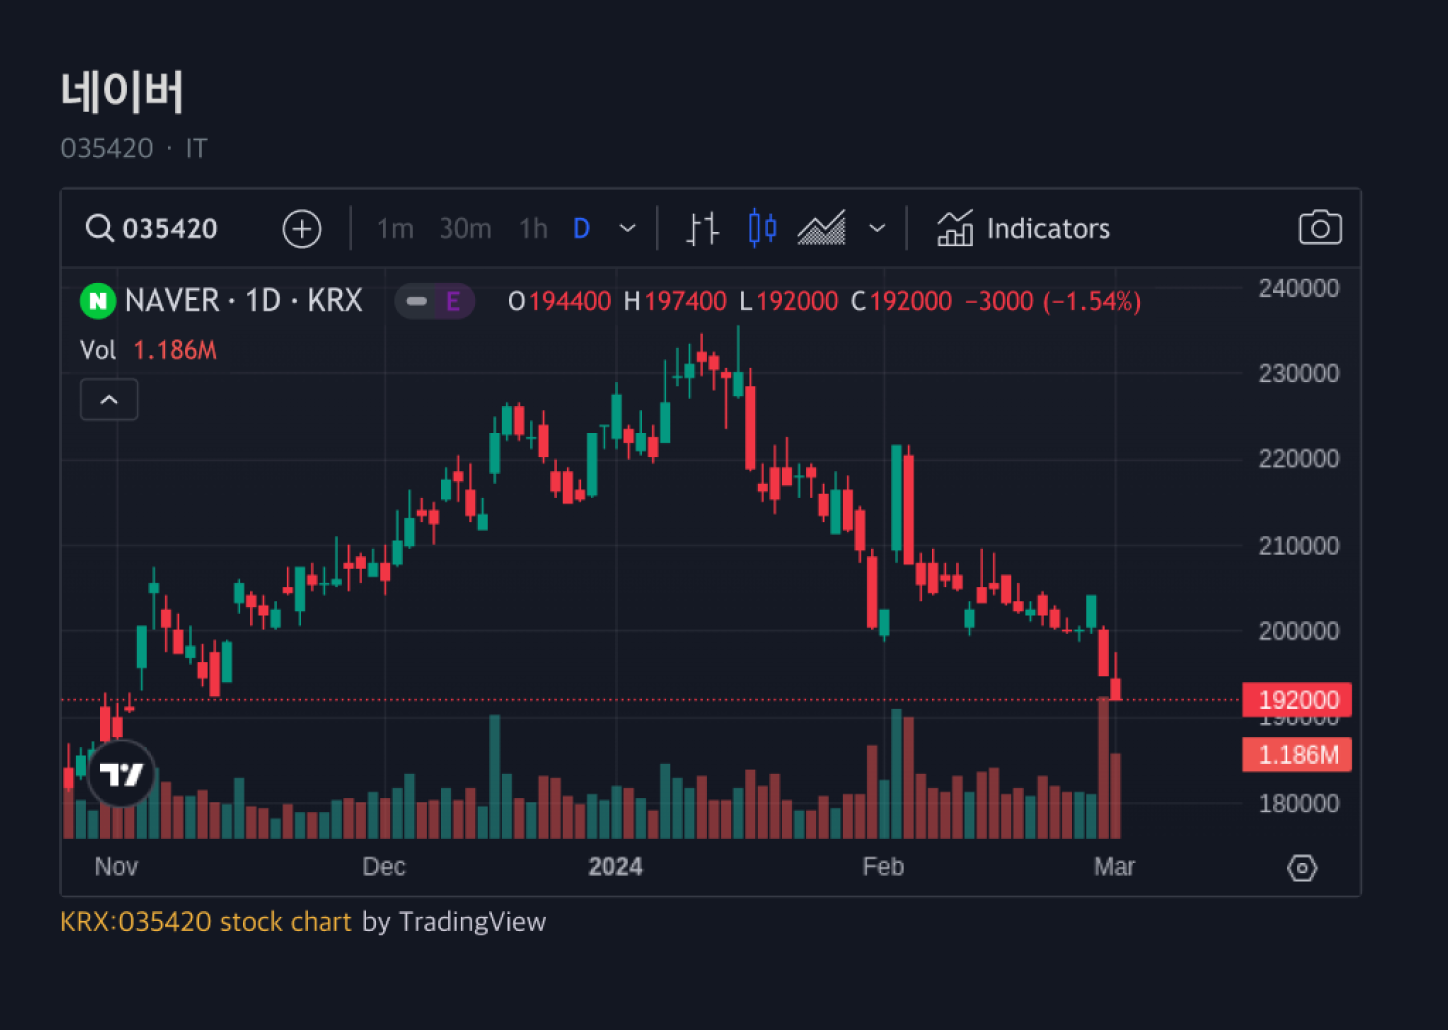 네이버
035420 · IT
035420 1m 30m 1h D Indicators
N NAVER · 1D · KRX E O194400 H197400 L192000 C192000 −3000 (−1.54%)
Vol 1.186M
240000
230000
220000
210000
200000
192000
190000
1.186M
180000
Nov Dec 2024 Feb Mar
KRX:035420 stock chart by TradingView